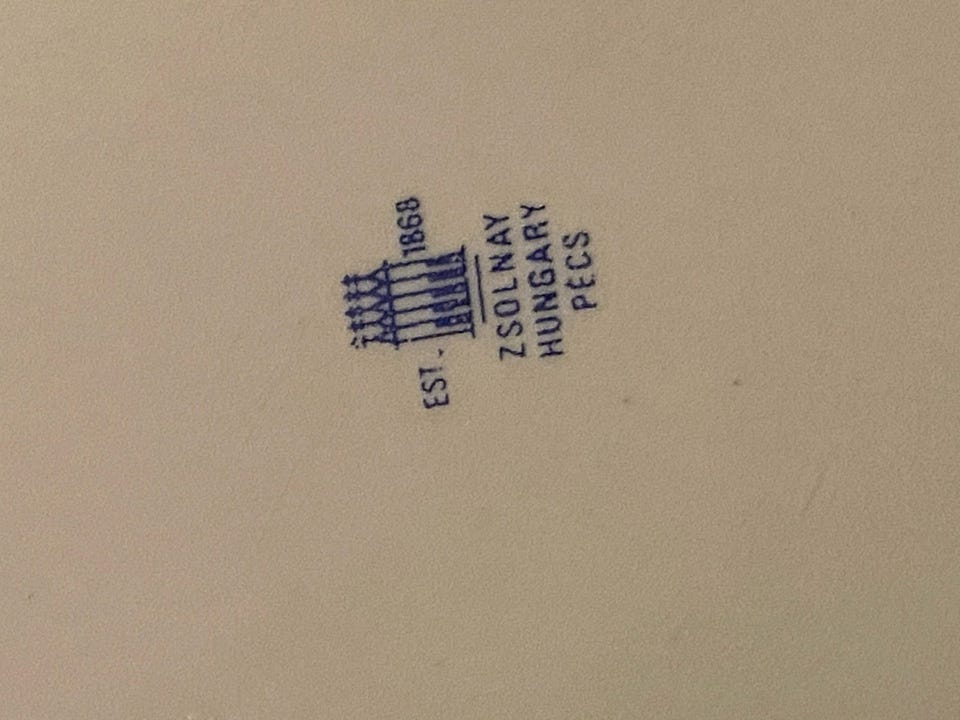 EST. 1868
ZSOLNAY
HUNGARY
PÉCS